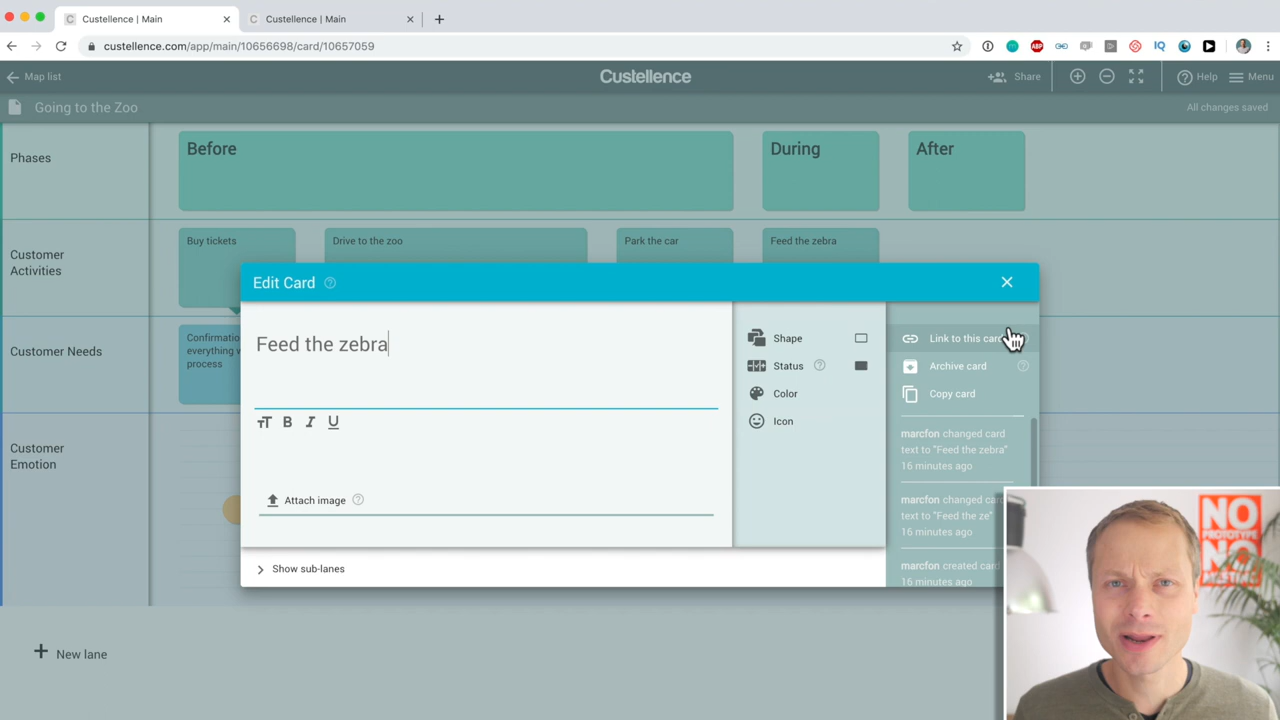 Custellence | Main
Custellence | Main
custellence.com/app/main/10656698/card/10657059
ABP
IQ
Map list
Custellence
Share
Help
Menu
Going to the Zoo
All changes saved
Phases
Before
During
After
Customer
Activities
Buy tickets
Drive to the zoo
Park the car
Feed the zebra
Edit Card
Customer Needs
Confirmation
everything w
process
Feed the zebra
B I U
Attach image
Show sub-lanes
Shape
Status
Color
Icon
Link to this card
Archive card
Copy card
marcfon changed card
text to "Feed the zebra"
16 minutes ago
marcfon changed card
text to "Feed the ze"
16 minutes ago
marcfon created card
16 minutes ago
Customer
Emotion
New lane
NO
PROTOTYPE
NO
MEETING